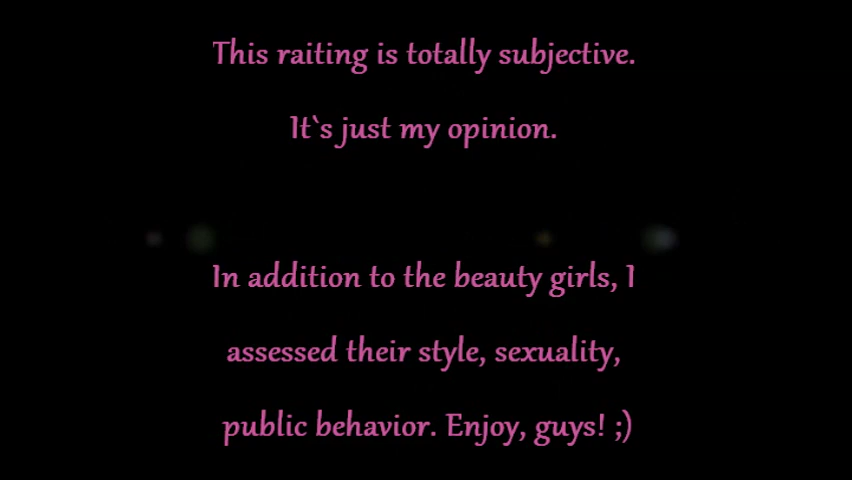 This raiting is totally subjective.
It`s just my opinion.
In addition to the beauty girls, I
assessed their style, sexuality,
public behavior. Enjoy, guys! ;)